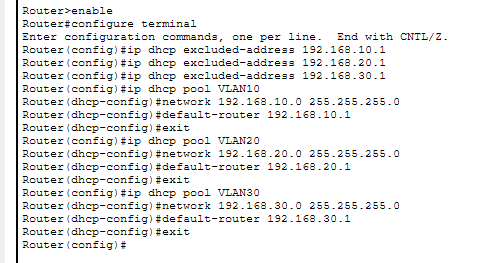 Router>enable
Router#configure terminal
Enter configuration commands, one per line.  End with CNTL/Z.
Router(config)#ip dhcp excluded-address 192.168.10.1
Router(config)#ip dhcp excluded-address 192.168.20.1
Router(config)#ip dhcp excluded-address 192.168.30.1
Router(config)#ip dhcp pool VLAN10
Router(dhcp-config)#network 192.168.10.0 255.255.255.0
Router(dhcp-config)#default-router 192.168.10.1
Router(dhcp-config)#exit
Router(config)#ip dhcp pool VLAN20
Router(dhcp-config)#network 192.168.20.0 255.255.255.0
Router(dhcp-config)#default-router 192.168.20.1
Router(dhcp-config)#exit
Router(config)#ip dhcp pool VLAN30
Router(dhcp-config)#network 192.168.30.0 255.255.255.0
Router(dhcp-config)#default-router 192.168.30.1
Router(dhcp-config)#exit
Router(config)#